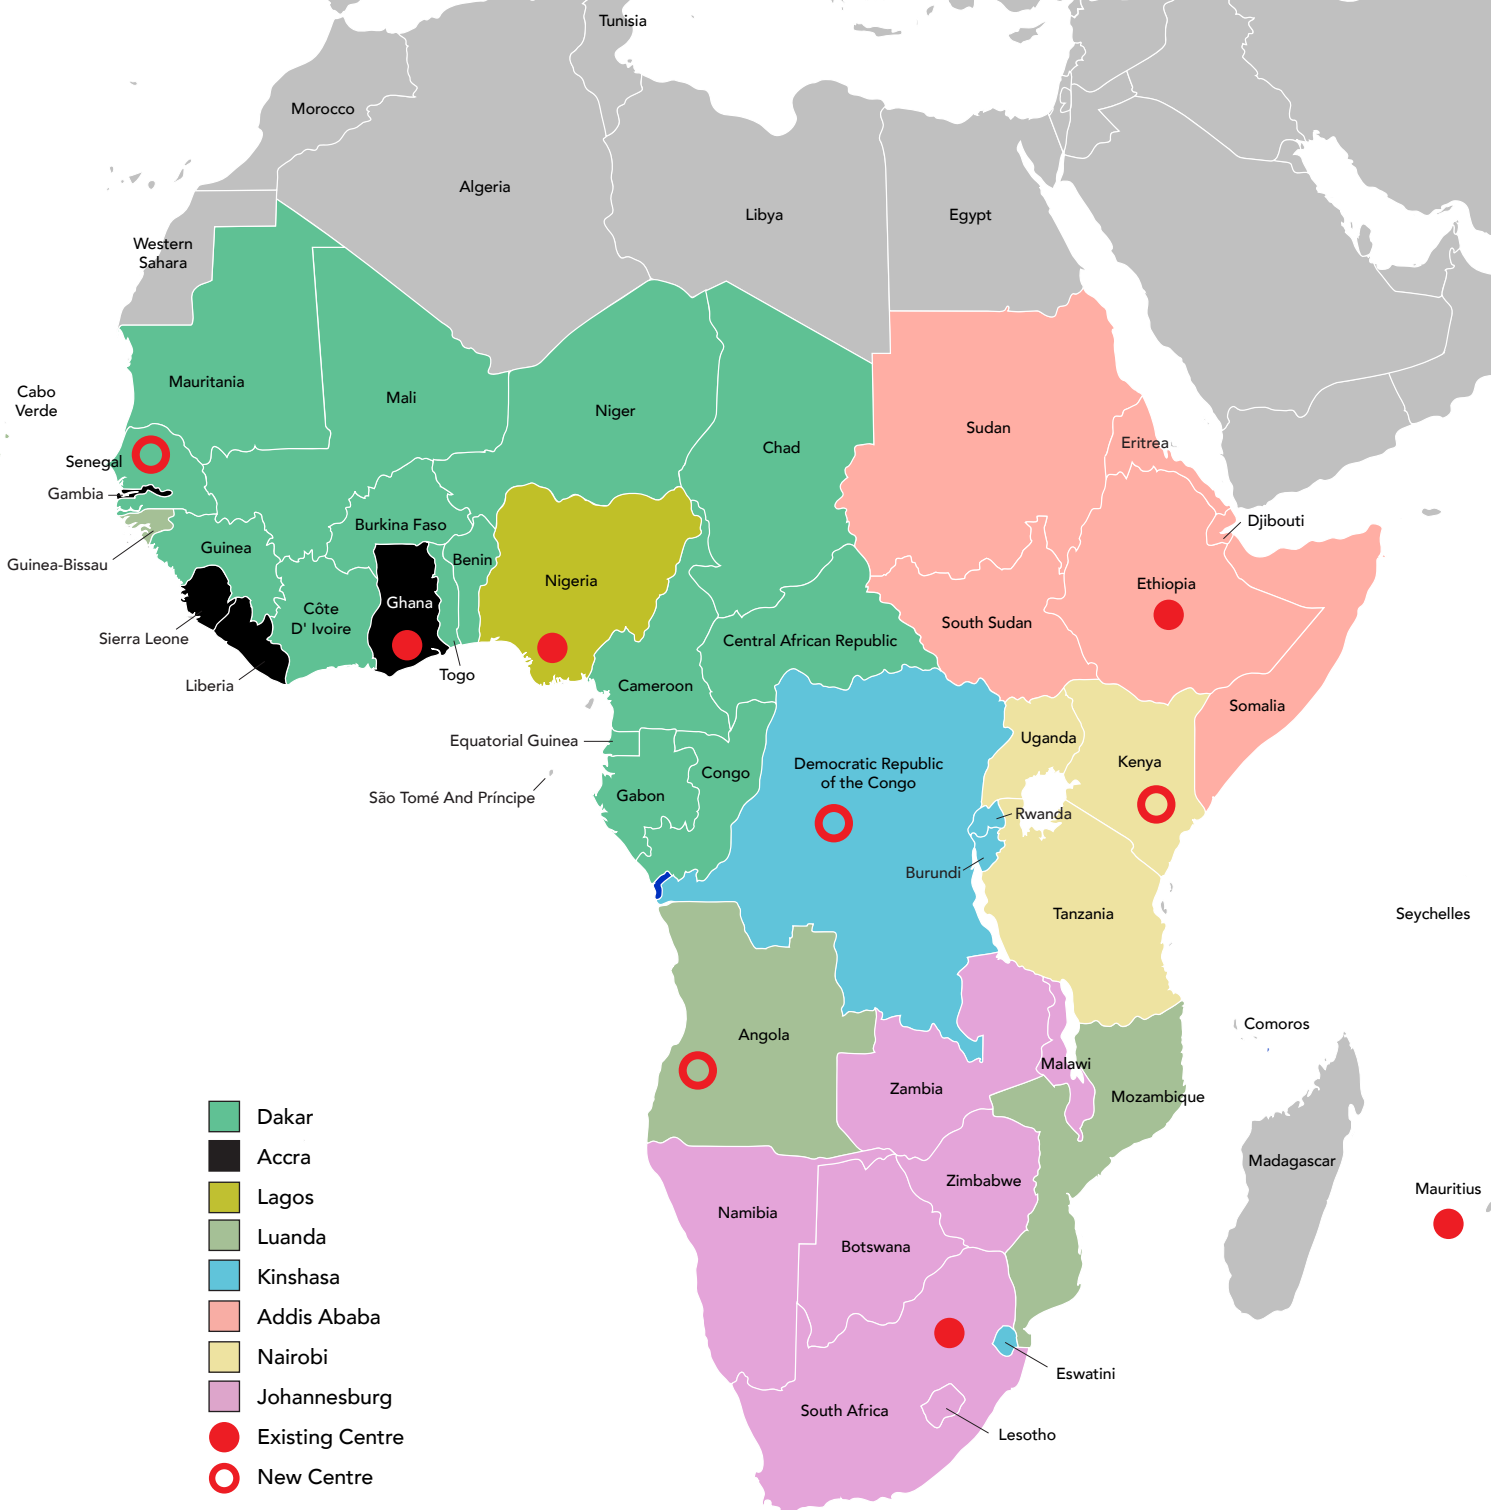 Tunisia
Morocco
Algeria
Libya
Egypt
Western
Sahara
Mauritania
Mali
Niger
Chad
Sudan
Eritrea
Cabo
Verde
Senegal
Gambia
Guinea-Bissau
Guinea
Burkina Faso
Benin
Nigeria
Djibouti
Ethiopia
Sierra Leone
Liberia
Côte
D' Ivoire
Ghana
Togo
Central African Republic
South Sudan
Cameroon
Somalia
Equatorial Guinea
São Tomé And Príncipe
Gabon
Congo
Democratic Republic
of the Congo
Uganda
Kenya
Rwanda
Burundi
Tanzania
Seychelles
Comoros
Angola
Zambia
Malawi
Mozambique
Madagascar
Mauritius
Zimbabwe
Namibia
Botswana
Eswatini
South Africa
Lesotho
Dakar
Accra
Lagos
Luanda
Kinshasa
Addis Ababa
Nairobi
Johannesburg
Existing Centre
New Centre